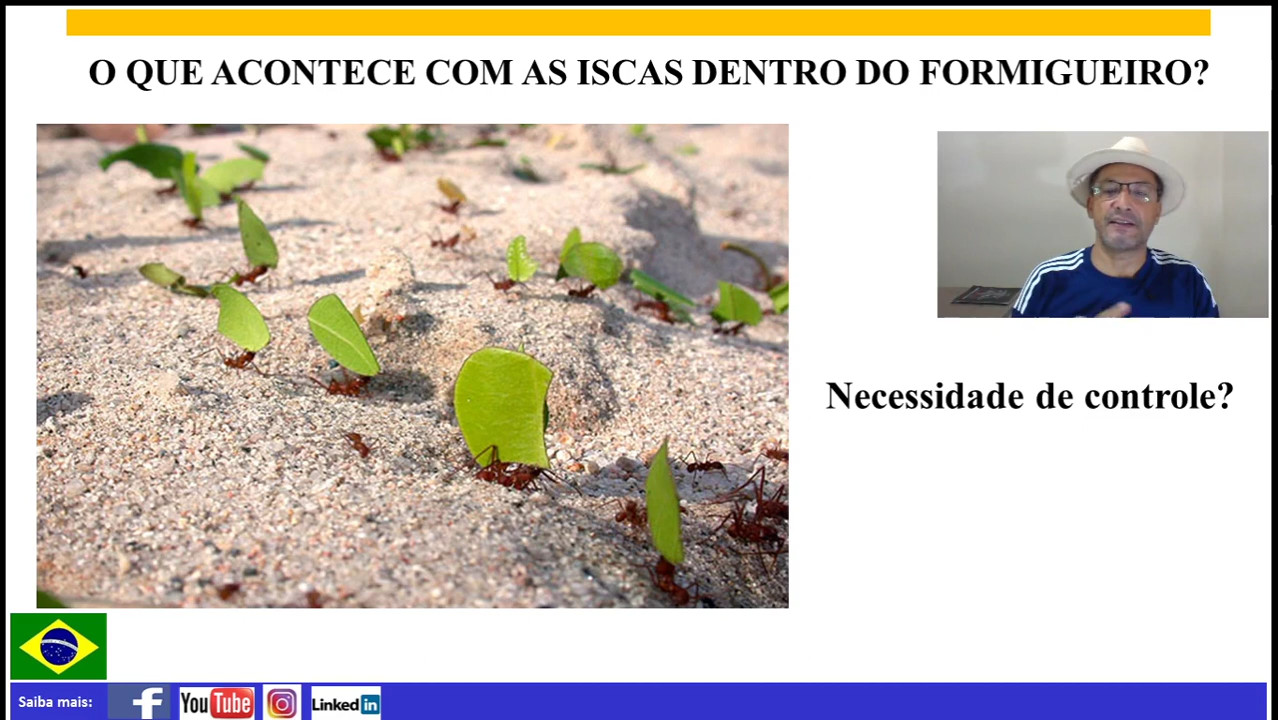 O QUE ACONTECE COM AS ISCAS DENTRO DO FORMIGUEIRO?
Necessidade de controle?
Saiba mais:
YouTube
Linked in